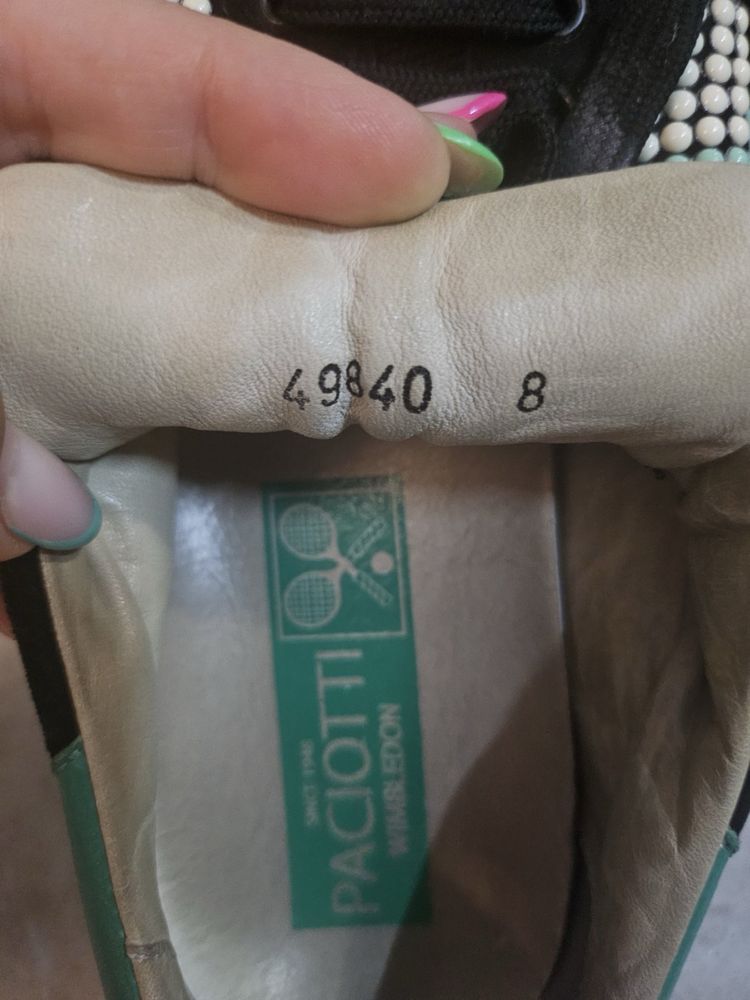 49840 8
SINCE 1948
PACIOTTI
WIMBLEDON